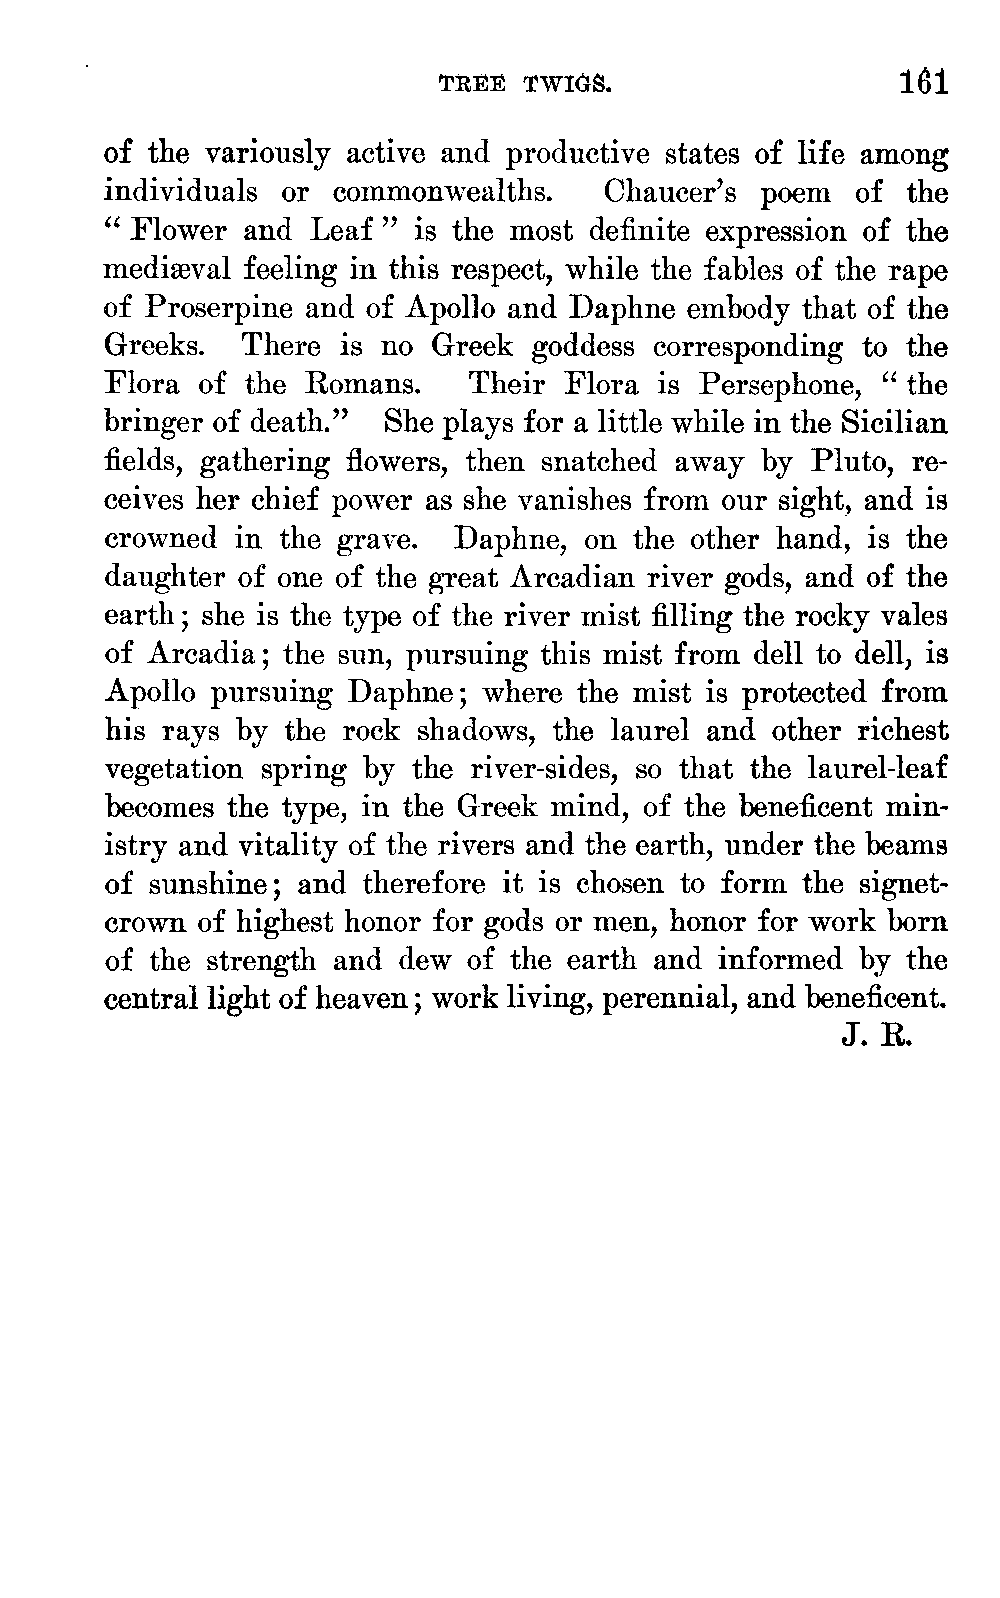 TREE TWIGS. 161
of the variously active and productive states of life among
individuals or commonwealths. Chaucer's poem of the
“ Flower and Leaf ” is the most definite expression of the
mediæval feeling in this respect, while the fables of the rape
of Proserpine and of Apollo and Daphne embody that of the
Greeks. There is no Greek goddess corresponding to the
Flora of the Romans. Their Flora is Persephone, “ the
bringer of death.” She plays for a little while in the Sicilian
fields, gathering flowers, then snatched away by Pluto, re-
ceives her chief power as she vanishes from our sight, and is
crowned in the grave. Daphne, on the other hand, is the
daughter of one of the great Arcadian river gods, and of the
earth; she is the type of the river mist filling the rocky vales
of Arcadia; the sun, pursuing this mist from dell to dell, is
Apollo pursuing Daphne; where the mist is protected from
his rays by the rock shadows, the laurel and other richest
vegetation spring by the river-sides, so that the laurel-leaf
becomes the type, in the Greek mind, of the beneficent min-
istry and vitality of the rivers and the earth, under the beams
of sunshine; and therefore it is chosen to form the signet-
crown of highest honor for gods or men, honor for work born
of the strength and dew of the earth and informed by the
central light of heaven; work living, perennial, and beneficent.
J. R.